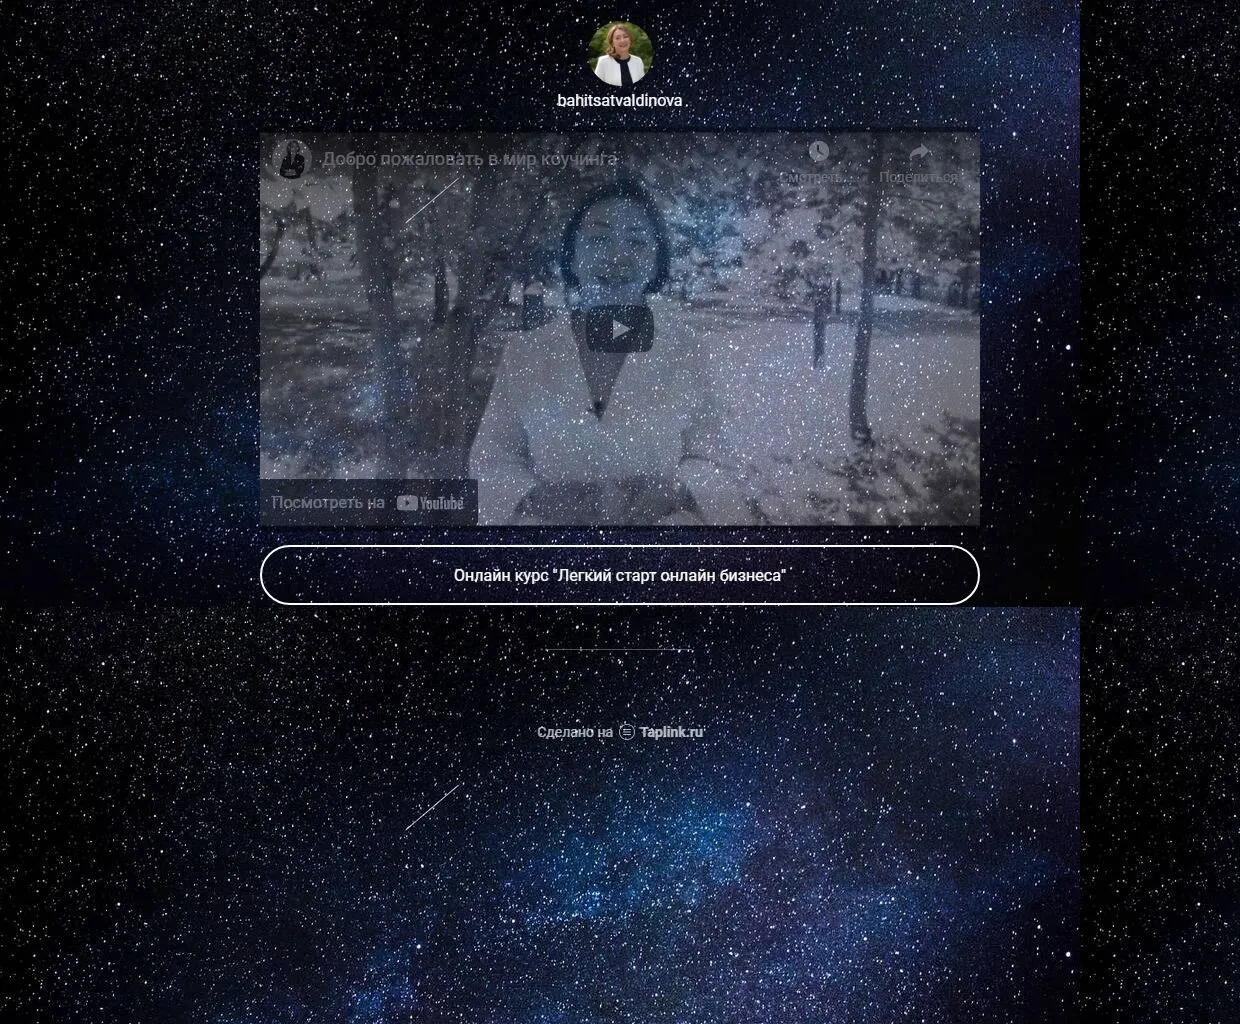 bahitsatvaldinova
Добро пожаловать в мир коучинга
Смотреть...
Поделиться
Посмотреть на YouTube
Онлайн курс "Легкий старт онлайн бизнеса"
Сделано на Taplink.ru